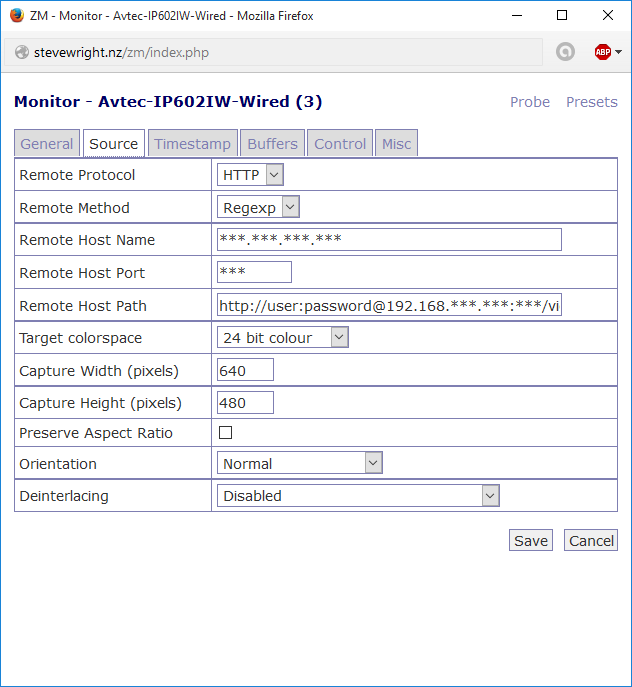 ZM - Monitor - Avtec-IP602IW-Wired - Mozilla Firefox
stevewright.nz/zm/index.php
ABP
Monitor - Avtec-IP602IW-Wired (3)
Probe Presets
General Source Timestamp Buffers Control Misc
Remote Protocol HTTP
Remote Method Regexp
Remote Host Name ***.***.***.***
Remote Host Port ***
Remote Host Path http://user:password@192.168.***.***:***/vi
Target colorspace 24 bit colour
Capture Width (pixels) 640
Capture Height (pixels) 480
Preserve Aspect Ratio
Orientation Normal
Deinterlacing Disabled
Save Cancel